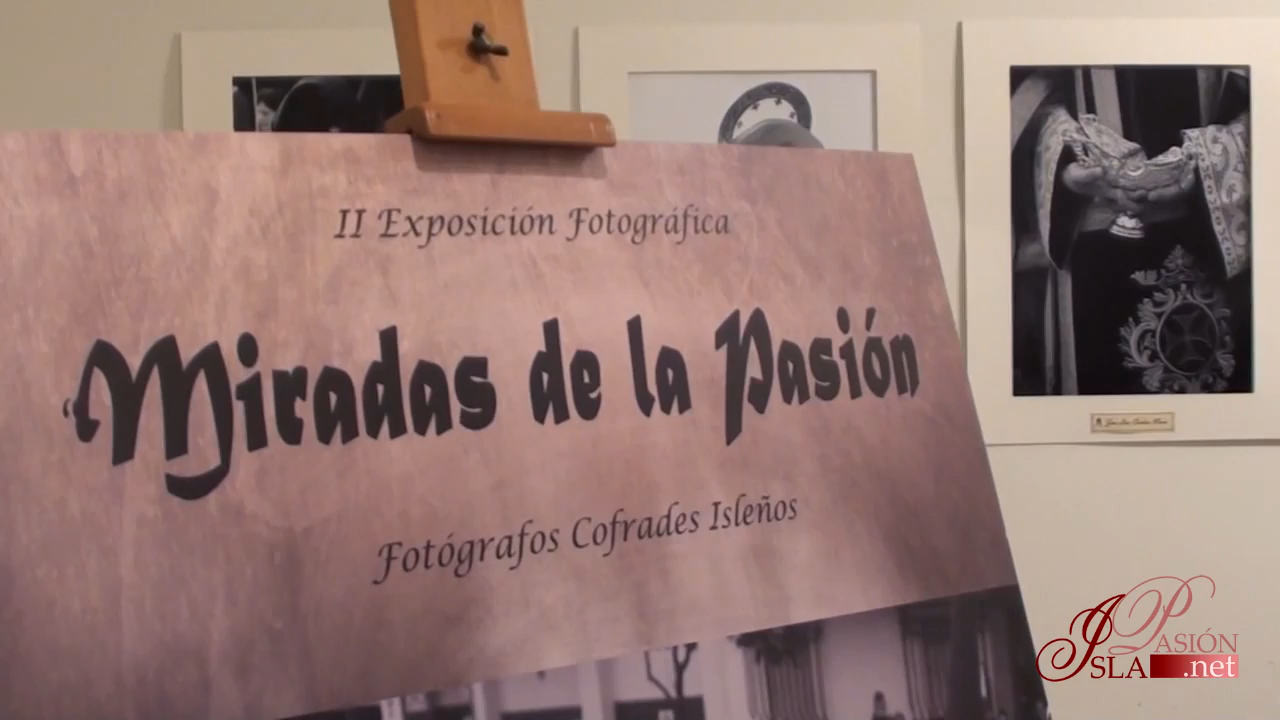 II Exposición Fotográfica
Miradas de la Pasión
Fotógrafos Cofrades Isleños
ISLA PASIÓN
.net